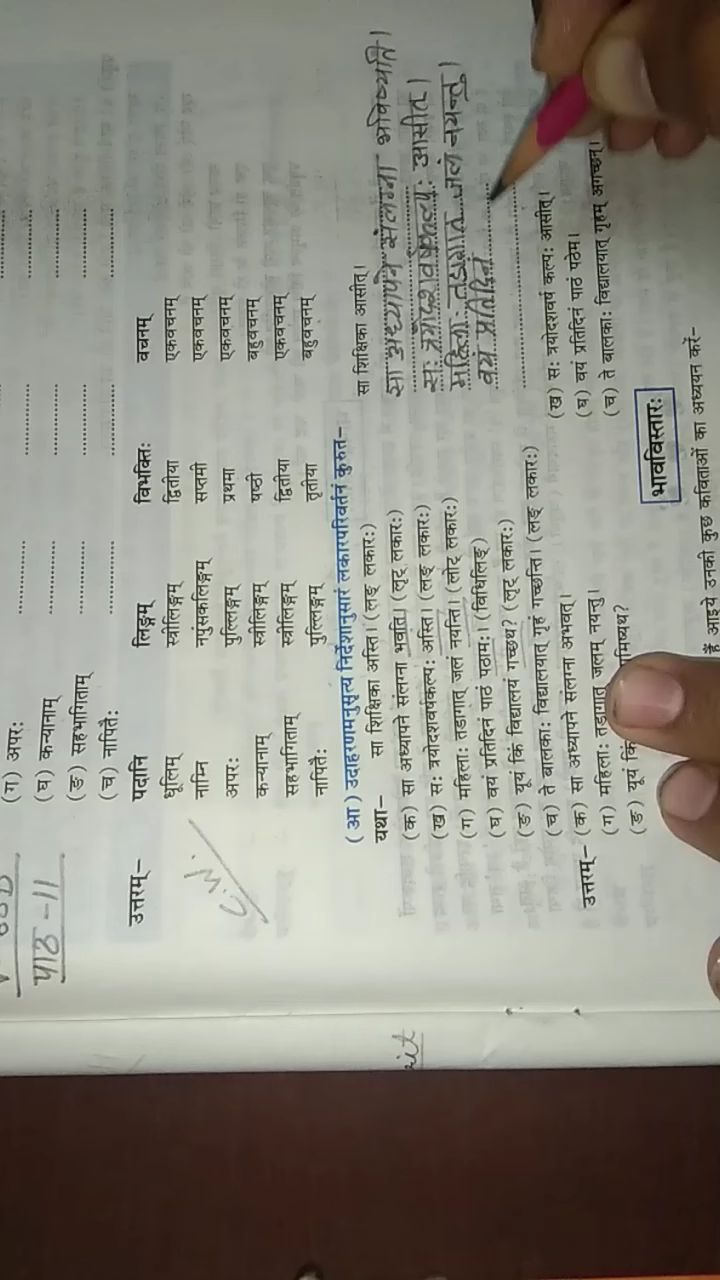 पाठ -11
(ग) अपरः ....................
(घ) कन्यानाम् .................... .................... ....................
(ङ) सहभागिताम् .................... .................... ....................
(च) नापितैः .................... .................... ....................
उत्तरम्– पदानि लिङ्गम् विभक्तिः वचनम्
धूलिम् स्त्रीलिङ्गम् द्वितीया एकवचनम्
नाम्नि नपुंसकलिङ्गम् सप्तमी एकवचनम्
अपरः पुल्लिङ्गम् प्रथमा एकवचनम्
कन्यानाम् स्त्रीलिङ्गम् षष्ठी बहुवचनम्
सहभागिताम् स्त्रीलिङ्गम् द्वितीया एकवचनम्
नापितैः पुल्लिङ्गम् तृतीया बहुवचनम्
C.W.
(आ) उदाहरणमनुसृत्य निर्देशानुसारं लकारपरिवर्तनं कुरुत–
यथा– सा शिक्षिका अस्ति। (लङ् लकारः) सा शिक्षिका आसीत्।
(क) सा अध्यापने संलग्ना भवति। (लृट् लकारः) सा अध्यापने संलग्ना भविष्यति।
(ख) सः त्रयोदशवर्षकल्पः अस्ति। (लङ् लकारः) सः त्रयोदशवर्षकल्पः आसीत्।
(ग) महिलाः तडागात् जलं नयन्ति। (लोट् लकारः) महिलाः तडागात् जलं नयन्तु।
(घ) वयं प्रतिदिनं पाठं पठामः। (विधिलिङ्) वयं प्रतिदिनं
(ङ) यूयं किं विद्यालयं गच्छथ? (लृट् लकारः) ....................
(च) ते बालकाः विद्यालयात् गृहं गच्छन्ति। (लङ् लकारः)
उत्तरम्– (क) सा अध्यापने संलग्ना अभवत्। (ख) सः त्रयोदशवर्ष कल्पः आसीत्।
(ग) महिलाः तडागात् जलम् नयन्तु। (घ) वयं प्रतिदिनं पाठं पठेम।
(ङ) यूयं किं मिष्यथ? (च) ते बालकाः विद्यालयात् गृहम् अगच्छन्।
भावविस्तारः
हैं आइये उनकी कुछ कविताओं का अध्ययन करें–